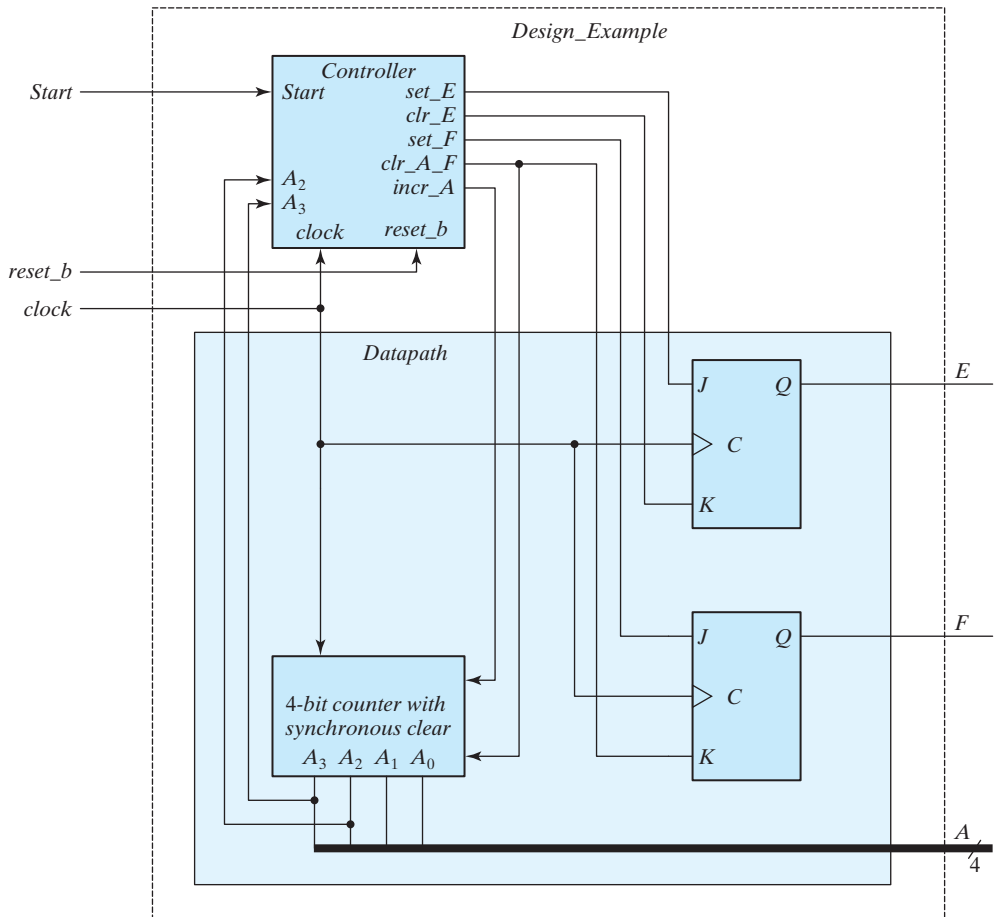 Design_Example
Controller
Start
Start
set_E
clr_E
set_F
clr_A_F
incr_A
A2
A3
clock
reset_b
reset_b
clock
Datapath
J
Q
E
C
K
J
Q
F
C
K
4-bit counter with
synchronous clear
A3 A2 A1 A0
A
4